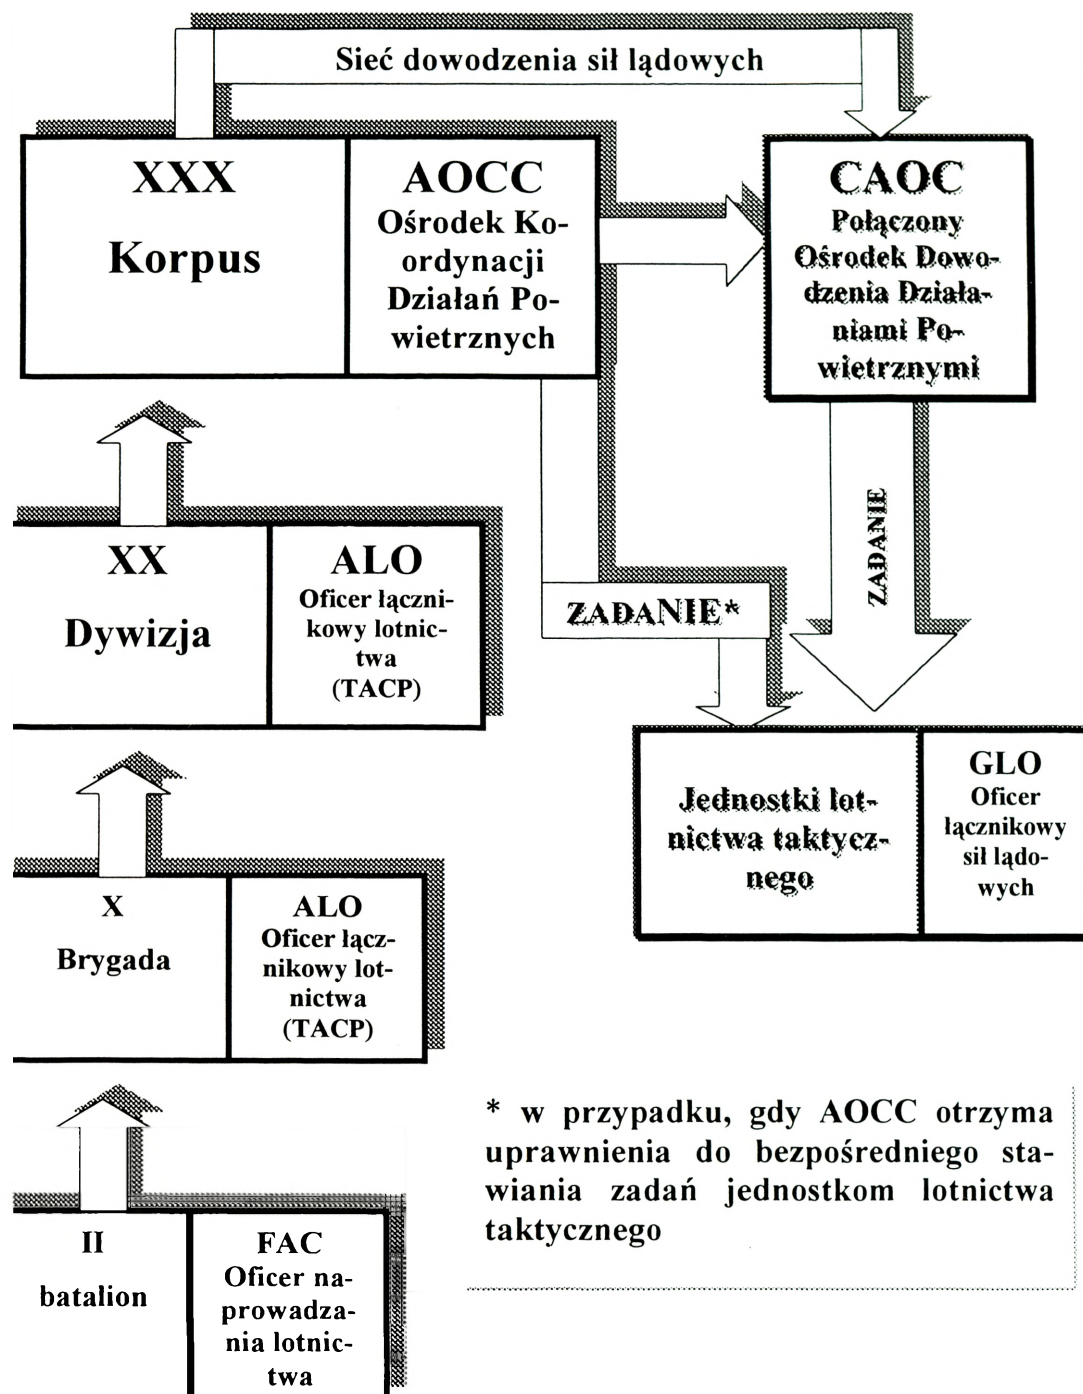 Sieć dowodzenia sił lądowych
XXX
Korpus
AOCC
Ośrodek Ko-
ordynacji
Działań Po-
wietrznych
CAOC
Połączony
Ośrodek Dowo-
dzenia Działa-
niami Po-
wietrznymi
XX
Dywizja
ALO
Oficer łączni-
kowy lotnic-
twa
(TACP)
ZADANIE*
ZADANIE
Jednostki lot-
nictwa taktycz-
nego
GLO
Oficer
łącznikowy
sił lądo-
wych
X
Brygada
ALO
Oficer łącz-
nikowy lot-
nictwa
(TACP)
II
batalion
FAC
Oficer na-
prowadza-
nia lotnic-
twa
* w przypadku, gdy AOCC otrzyma
uprawnienia do bezpośredniego sta-
wiania zadań jednostkom lotnictwa
taktycznego